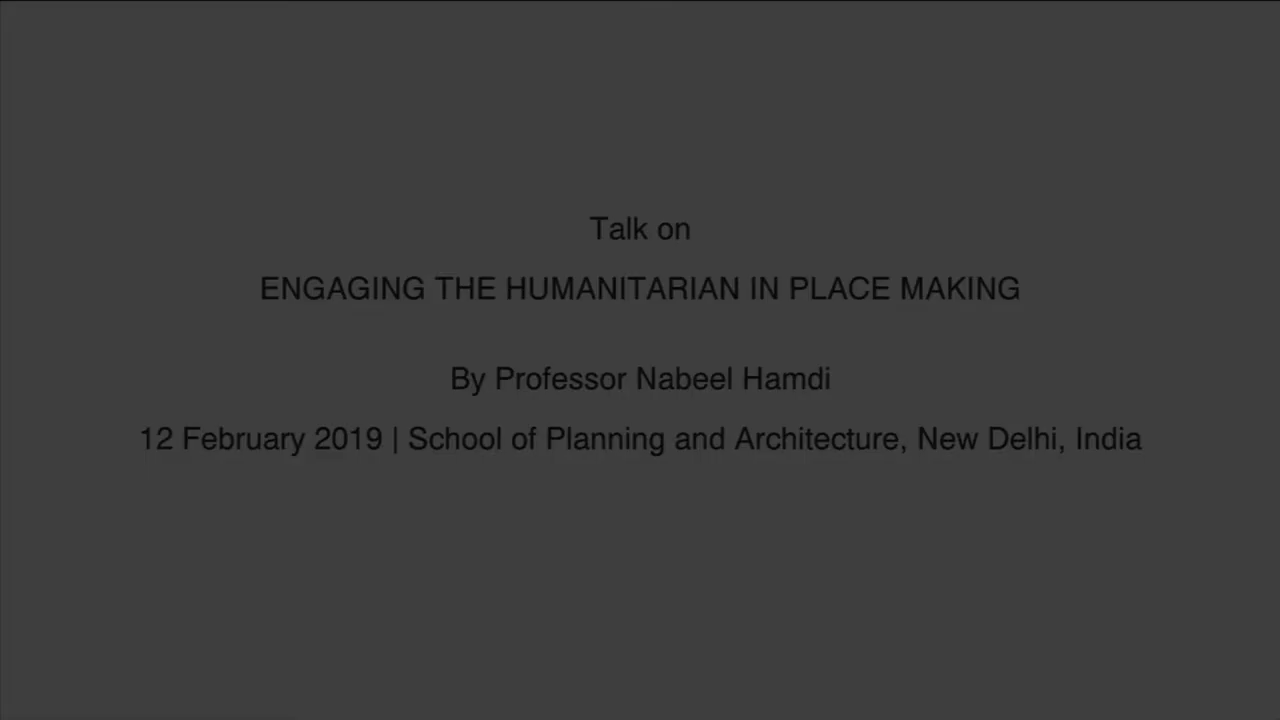 Talk on
ENGAGING THE HUMANITARIAN IN PLACE MAKING
By Professor Nabeel Hamdi
12 February 2019 | School of Planning and Architecture, New Delhi, India